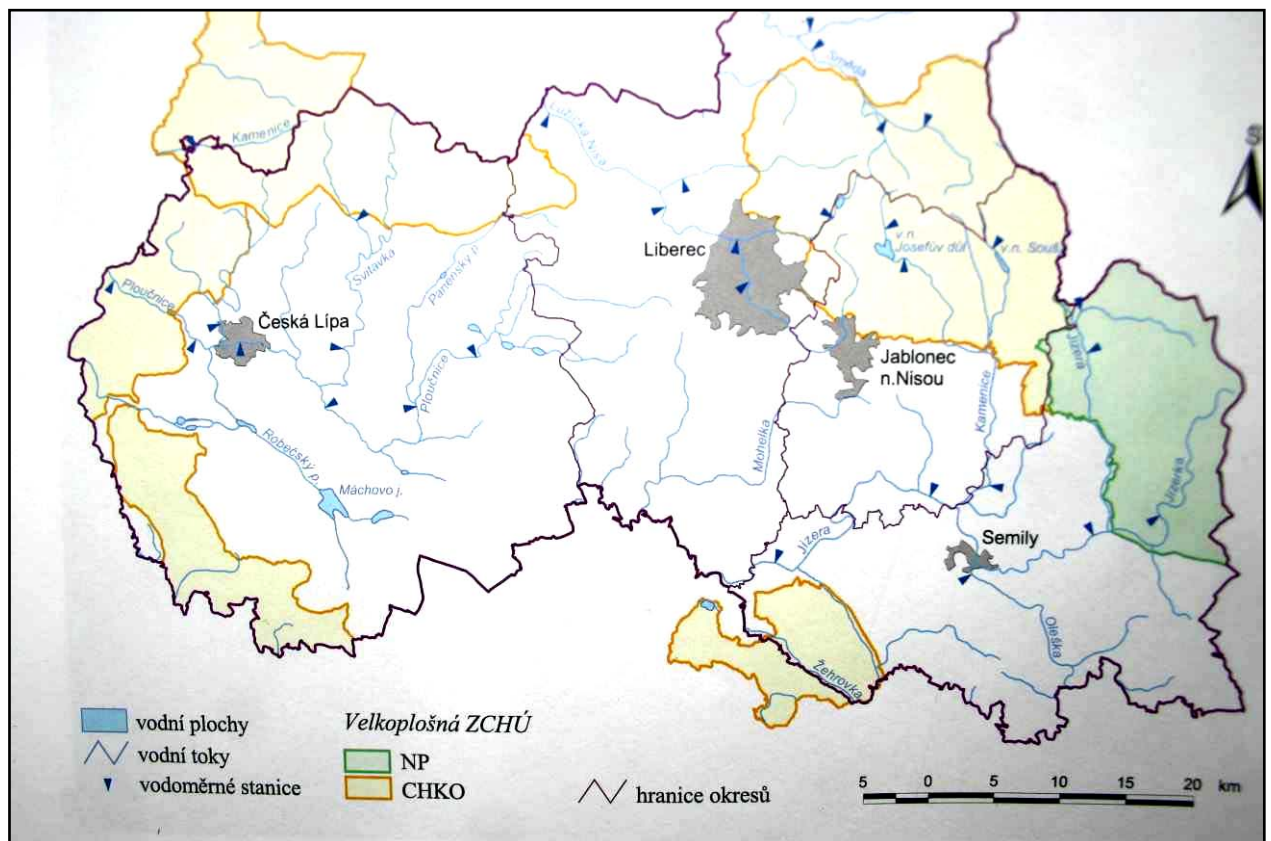 Smědá
Lužická Nisa
Kamenice
Liberec
v.n.
Josefův důl
v.n. Souš
Svitavka
Panenský p.
Ploučnice
Česká Lípa
Ploučnice
Jablonec
n.Nisou
Jizera
Kamenice
Mohelka
Robečský p.
Máchovo j.
Jizerka
Jizera
Semily
Oleška
Žehrovka
vodní plochy
vodní toky
vodoměrné stanice
Velkoplošná ZCHÚ
NP
CHKO
hranice okresů
5 0 5 10 15 20 km